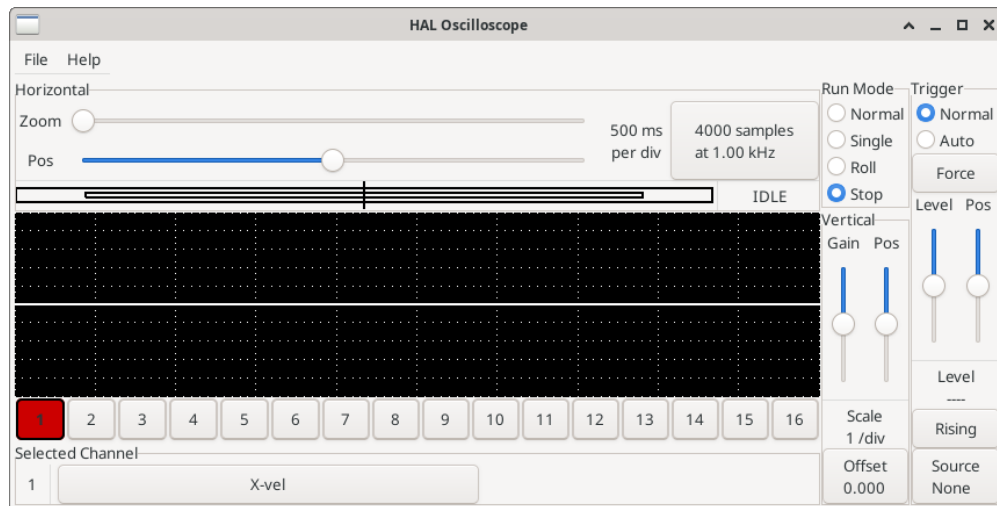 HAL Oscilloscope
File Help
Horizontal
Zoom
Pos
500 ms
per div
4000 samples
at 1.00 kHz
IDLE
Run Mode
Normal
Single
Roll
Stop
Trigger
Normal
Auto
Force
Level Pos
Level
----
Rising
Source
None
Vertical
Gain Pos
Scale
1 /div
Offset
0.000
1 2 3 4 5 6 7 8 9 10 11 12 13 14 15 16
Selected Channel
1 X-vel